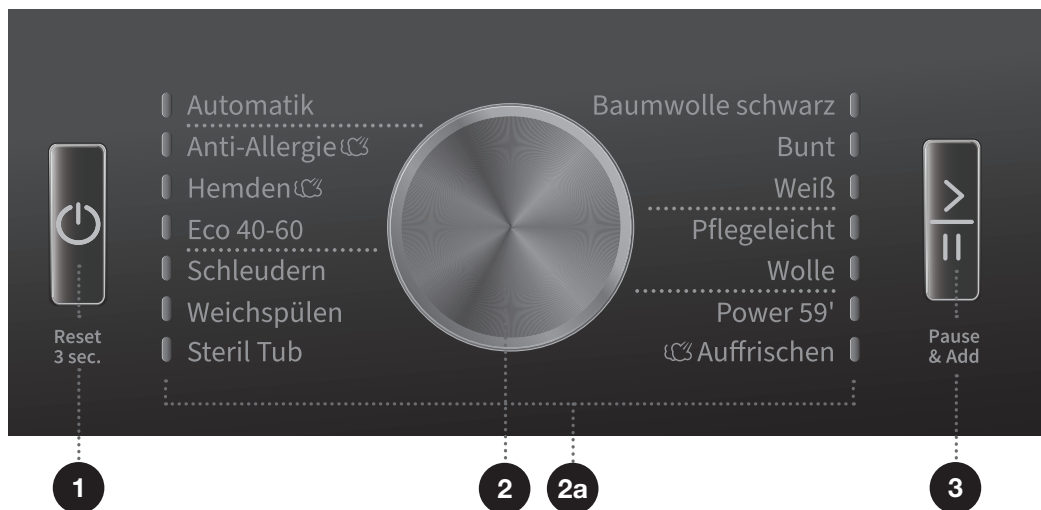 Automatik
Anti-Allergie
Hemden
Eco 40-60
Schleudern
Weichspülen
Steril Tub
Baumwolle schwarz
Bunt
Weiß
Pflegeleicht
Wolle
Power 59'
Auffrischen
Reset
3 sec.
Pause
& Add
1
2
2a
3